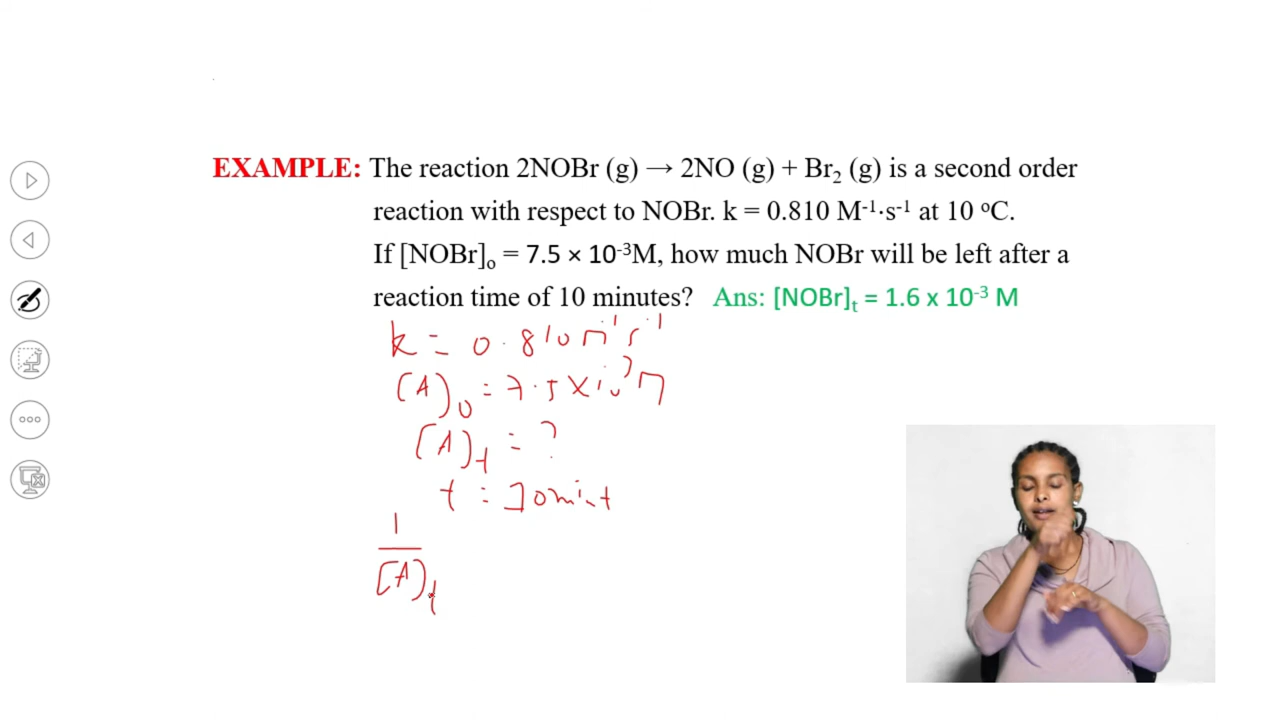 EXAMPLE: The reaction 2NOBr (g) → 2NO (g) + Br₂ (g) is a second order
reaction with respect to NOBr. k = 0.810 M⁻¹·s⁻¹ at 10 ᵒC.
If [NOBr]ₒ = 7.5 × 10⁻³M, how much NOBr will be left after a
reaction time of 10 minutes? Ans: [NOBr]ₜ = 1.6 x 10⁻³ M
k = 0.810 M⁻¹s⁻¹
[A]₀ = 7.5 X 10⁻³ M
[A]ₜ = ?
t = 10 mint
1
[A]ₜ